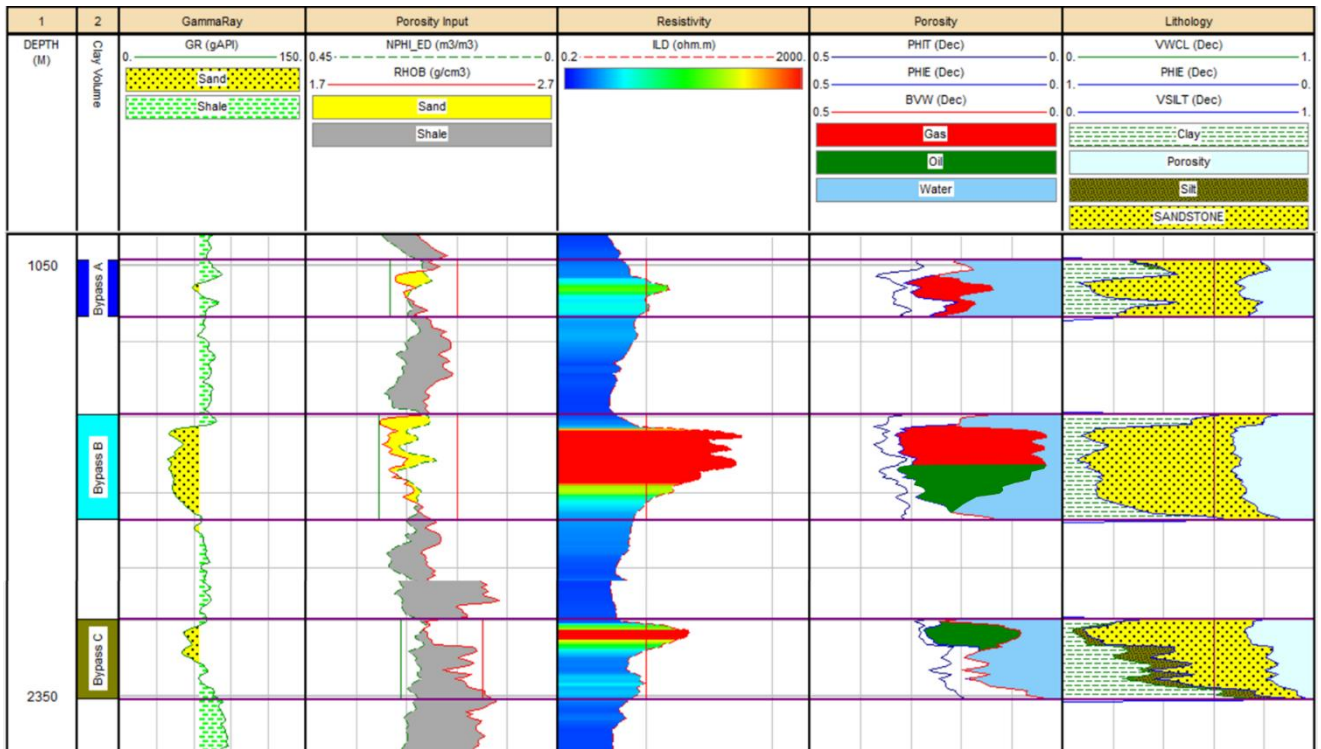 1 2 GammaRay Porosity Input Resistivity Porosity Lithology
DEPTH
(M)
Clay Volume
GR (gAPI)
0. 150.
Sand
Shale
NPHI_ED (m3/m3)
0.45 0.
RHOB (g/cm3)
1.7 2.7
Sand
Shale
ILD (ohm.m)
0.2 2000.
PHIT (Dec)
0.5 0.
PHIE (Dec)
0.5 0.
BVW (Dec)
0.5 0.
Gas
Oil
Water
VWCL (Dec)
0. 1.
PHIE (Dec)
1. 0.
VSILT (Dec)
0. 1.
Clay
Porosity
Silt
SANDSTONE
1050
Bypass A
Bypass B
Bypass C
2350